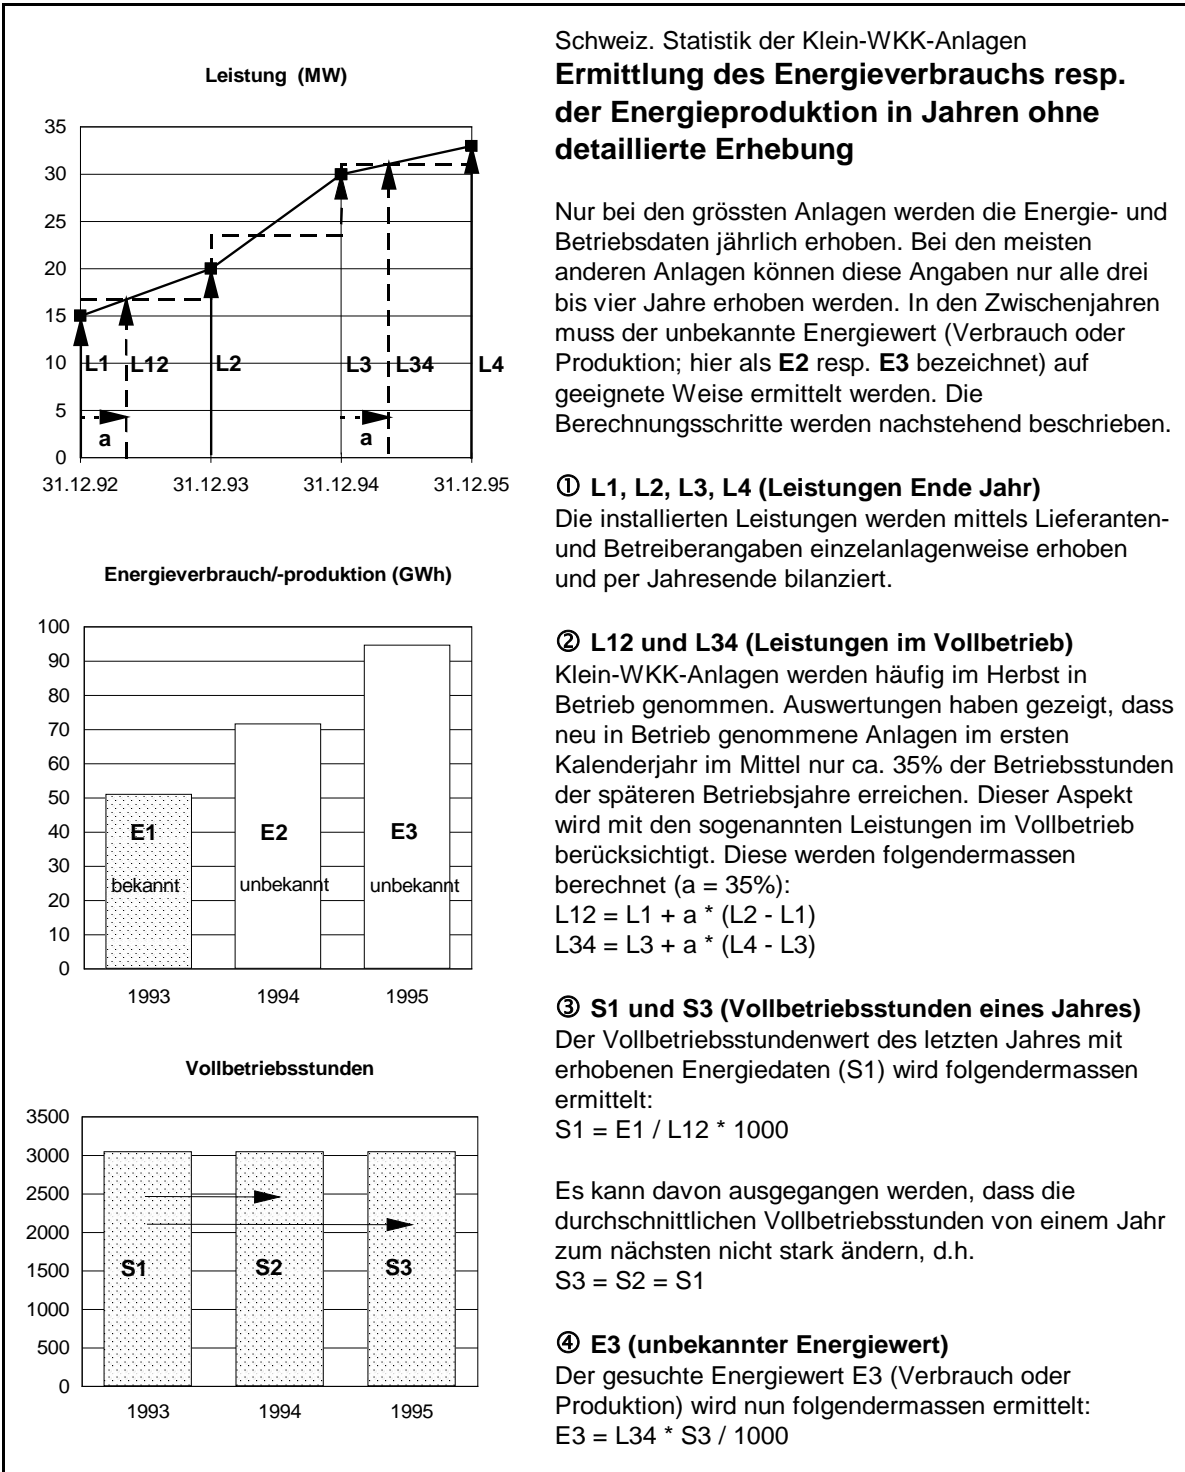 Schweiz. Statistik der Klein-WKK-Anlagen
Ermittlung des Energieverbrauchs resp.
der Energieproduktion in Jahren ohne
detaillierte Erhebung
Nur bei den grössten Anlagen werden die Energie- und
Betriebsdaten jährlich erhoben. Bei den meisten
anderen Anlagen können diese Angaben nur alle drei
bis vier Jahre erhoben werden. In den Zwischenjahren
muss der unbekannte Energiewert (Verbrauch oder
Produktion; hier als E2 resp. E3 bezeichnet) auf
geeignete Weise ermittelt werden. Die
Berechnungsschritte werden nachstehend beschrieben.
① L1, L2, L3, L4 (Leistungen Ende Jahr)
Die installierten Leistungen werden mittels Lieferanten-
und Betreiberangaben einzelanlagenweise erhoben
und per Jahresende bilanziert.
② L12 und L34 (Leistungen im Vollbetrieb)
Klein-WKK-Anlagen werden häufig im Herbst in
Betrieb genommen. Auswertungen haben gezeigt, dass
neu in Betrieb genommene Anlagen im ersten
Kalenderjahr im Mittel nur ca. 35% der Betriebsstunden
der späteren Betriebsjahre erreichen. Dieser Aspekt
wird mit den sogenannten Leistungen im Vollbetrieb
berücksichtigt. Diese werden folgendermassen
berechnet (a = 35%):
L12 = L1 + a * (L2 - L1)
L34 = L3 + a * (L4 - L3)
③ S1 und S3 (Vollbetriebsstunden eines Jahres)
Der Vollbetriebsstundenwert des letzten Jahres mit
erhobenen Energiedaten (S1) wird folgendermassen
ermittelt:
S1 = E1 / L12 * 1000
Es kann davon ausgegangen werden, dass die
durchschnittlichen Vollbetriebsstunden von einem Jahr
zum nächsten nicht stark ändern, d.h.
S3 = S2 = S1
④ E3 (unbekannter Energiewert)
Der gesuchte Energiewert E3 (Verbrauch oder
Produktion) wird nun folgendermassen ermittelt:
E3 = L34 * S3 / 1000
Leistung (MW)
35
30
25
20
15
10
5
0
L1 L12 L2 L3 L34 L4
a a
31.12.92 31.12.93 31.12.94 31.12.95
Energieverbrauch/-produktion (GWh)
100
90
80
70
60
50
40
30
20
10
0
E1 E2 E3
bekannt unbekannt unbekannt
1993 1994 1995
Vollbetriebsstunden
3500
3000
2500
2000
1500
1000
500
0
S1 S2 S3
1993 1994 1995